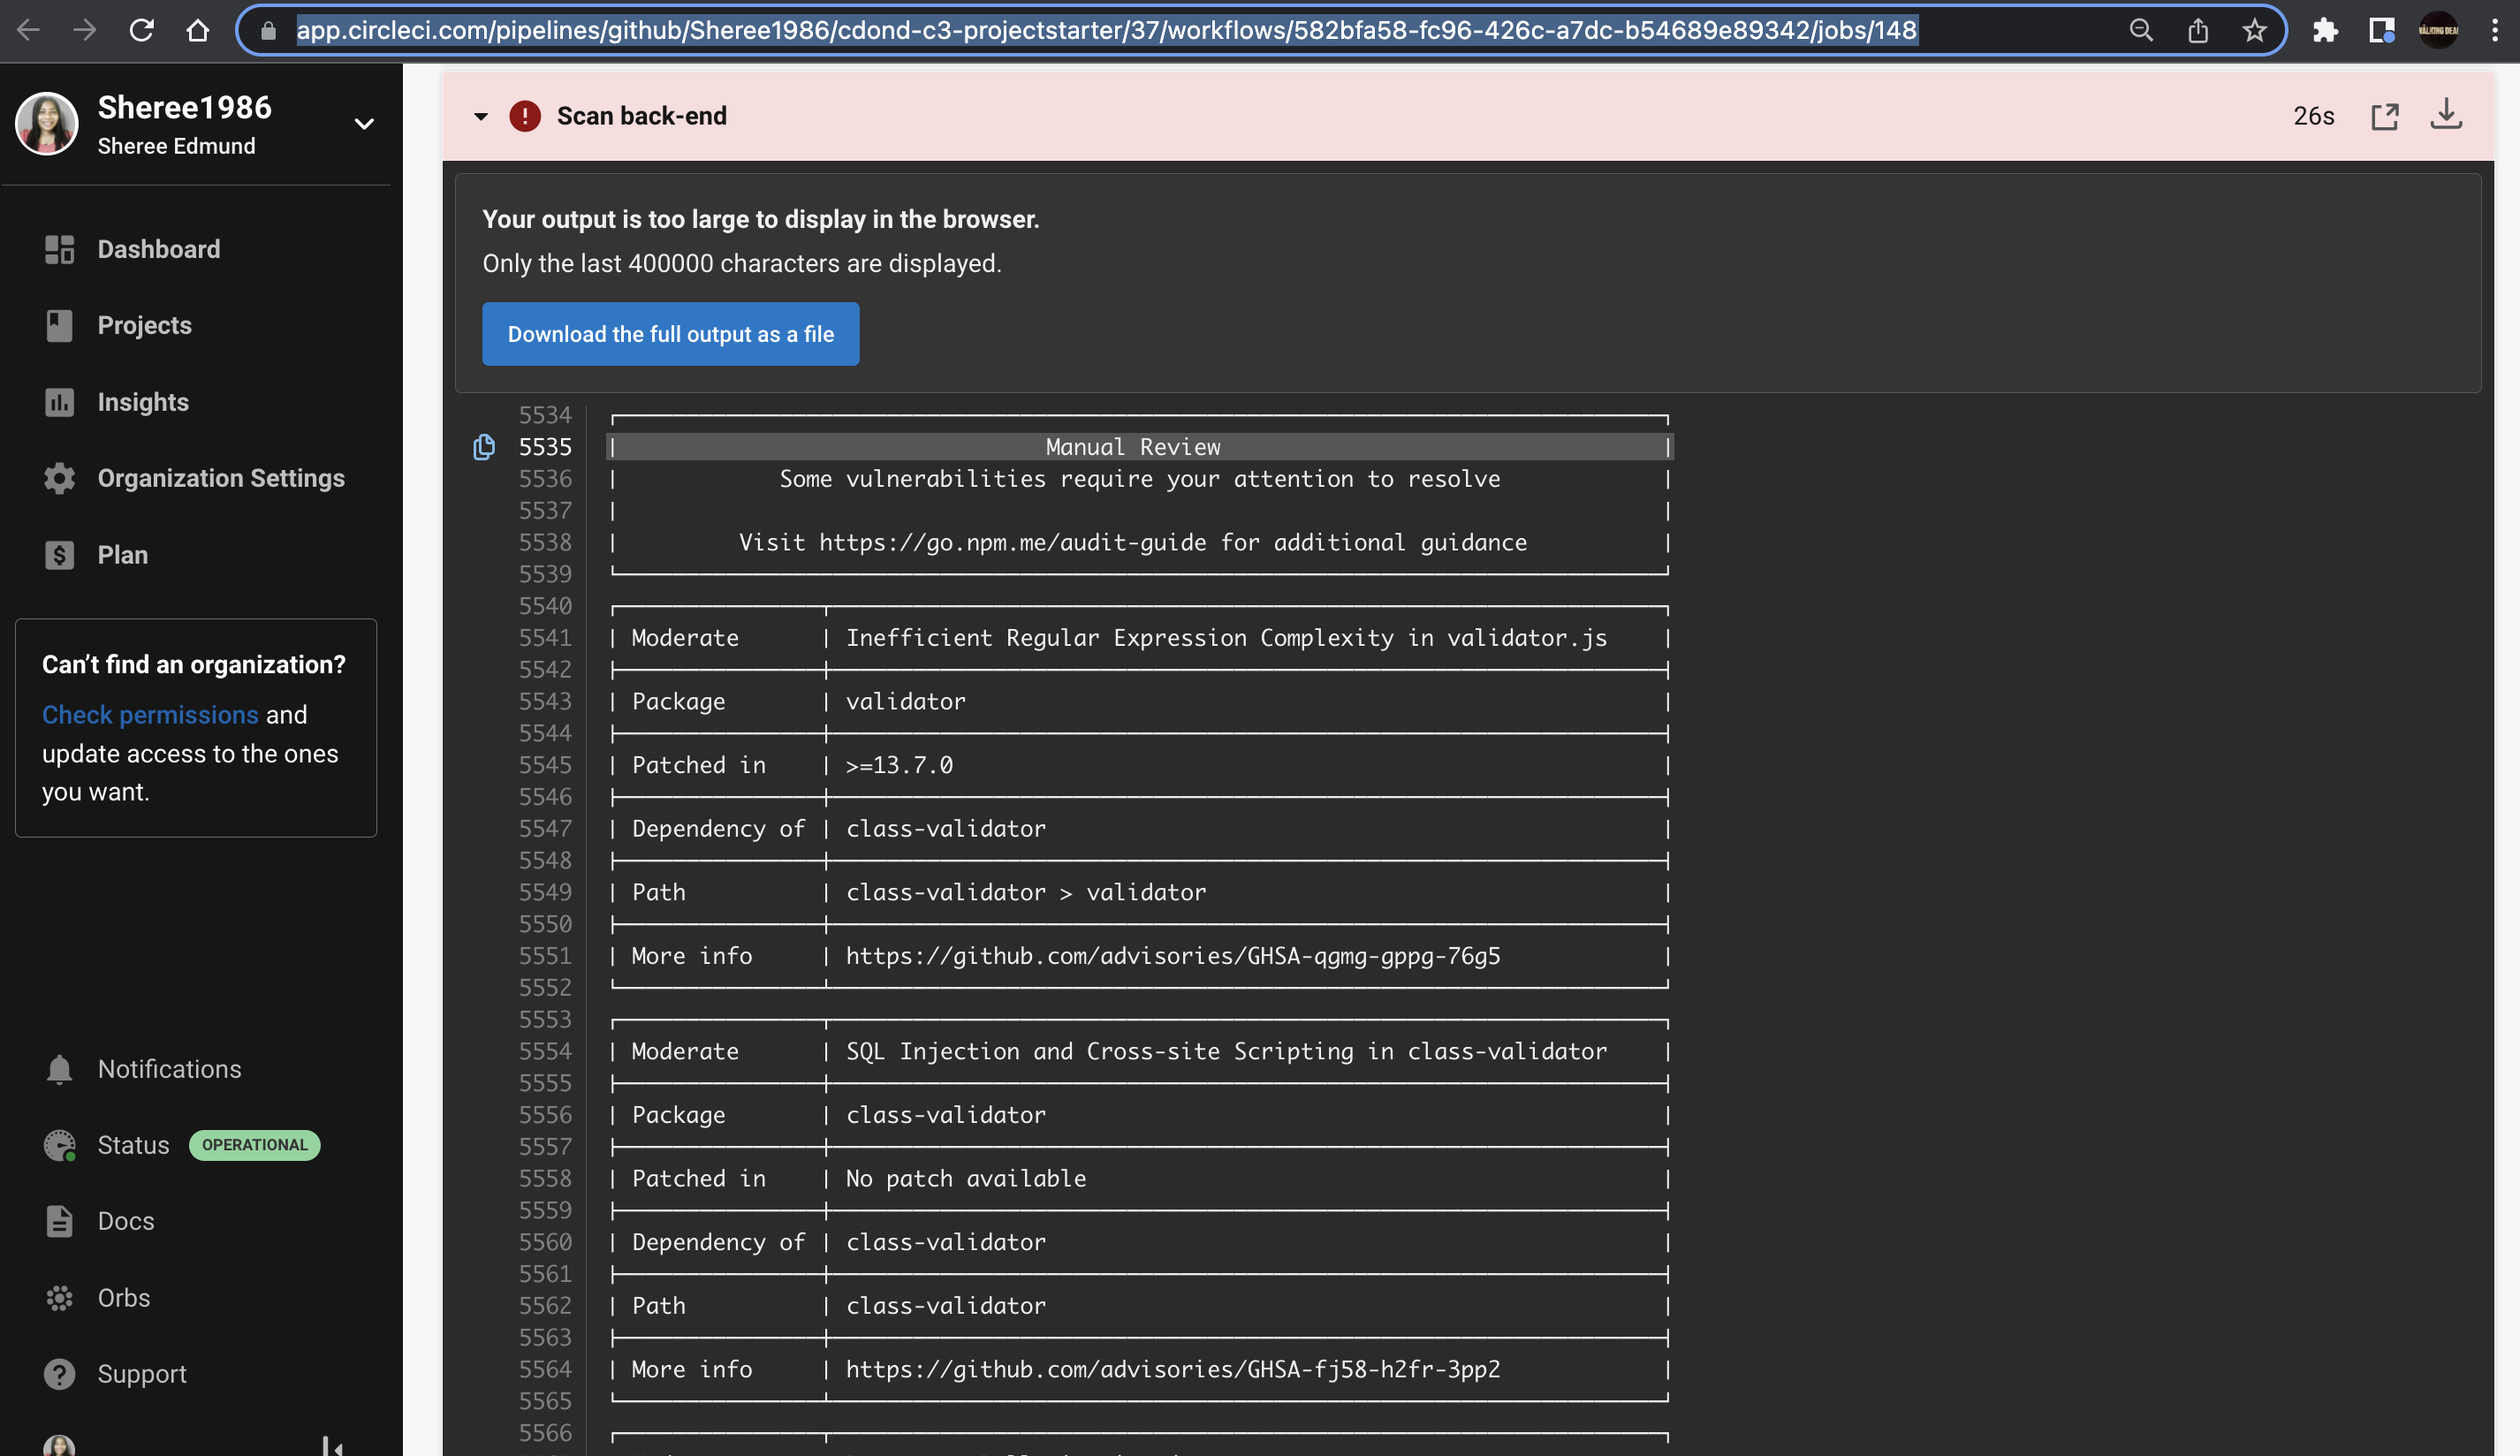 app.circleci.com/pipelines/github/Sheree1986/cdond-c3-projectstarter/37/workflows/582bfa58-fc96-426c-a7dc-b54689e89342/jobs/148
Sheree1986
Sheree Edmund
Dashboard
Projects
Insights
Organization Settings
Plan
Can’t find an organization?
Check permissions and
update access to the ones
you want.
Notifications
Status OPERATIONAL
Docs
Orbs
Support
Scan back-end 26s
Your output is too large to display in the browser.
Only the last 400000 characters are displayed.
Download the full output as a file
5534
5535 Manual Review
5536 Some vulnerabilities require your attention to resolve
5537
5538 Visit https://go.npm.me/audit-guide for additional guidance
5539
5540
5541 Moderate Inefficient Regular Expression Complexity in validator.js
5542
5543 Package validator
5544
5545 Patched in >=13.7.0
5546
5547 Dependency of class-validator
5548
5549 Path class-validator > validator
5550
5551 More info https://github.com/advisories/GHSA-qgmg-gppg-76g5
5552
5553
5554 Moderate SQL Injection and Cross-site Scripting in class-validator
5555
5556 Package class-validator
5557
5558 Patched in No patch available
5559
5560 Dependency of class-validator
5561
5562 Path class-validator
5563
5564 More info https://github.com/advisories/GHSA-fj58-h2fr-3pp2
5565
5566